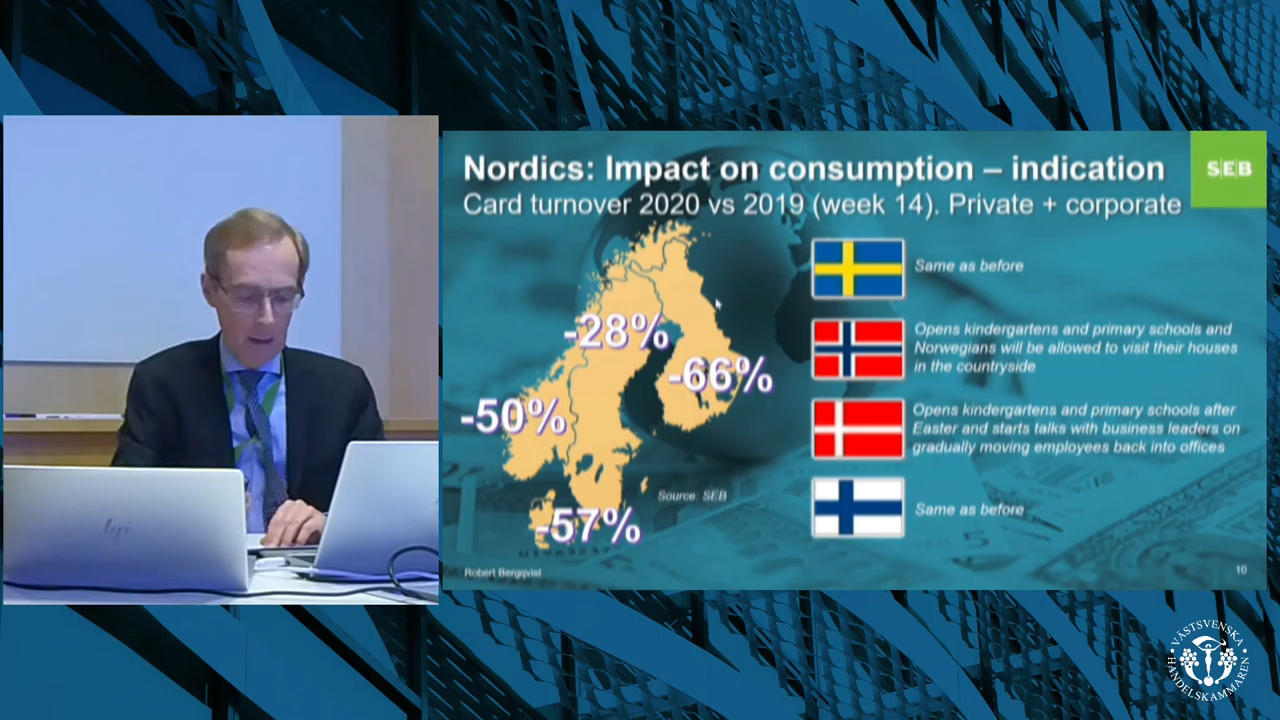 Nordics: Impact on consumption – indication
SEB
Card turnover 2020 vs 2019 (week 14). Private + corporate
-28%
-66%
-50%
-57%
Source: SEB
Same as before
Opens kindergartens and primary schools and
Norwegians will be allowed to visit their houses
in the countryside
Opens kindergartens and primary schools after
Easter and starts talks with business leaders on
gradually moving employees back into offices
Same as before
Robert Bergqvist
10
hp
VÄSTSVENSKA
HANDELSKAMMAREN